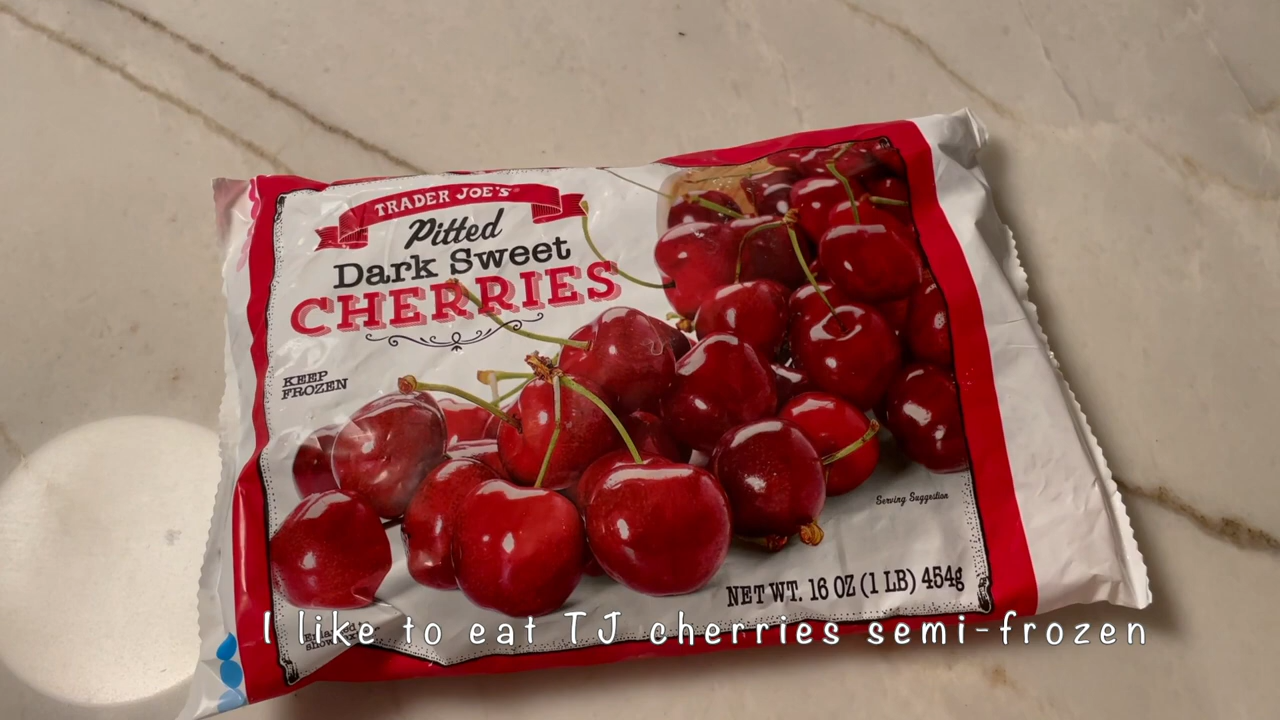 TRADER JOE'S
Pitted
Dark Sweet
CHERRIES
KEEP
FROZEN
Serving Suggestion
NET WT. 16 OZ (1 LB) 454g
I like to eat TJ cherries semi-frozen